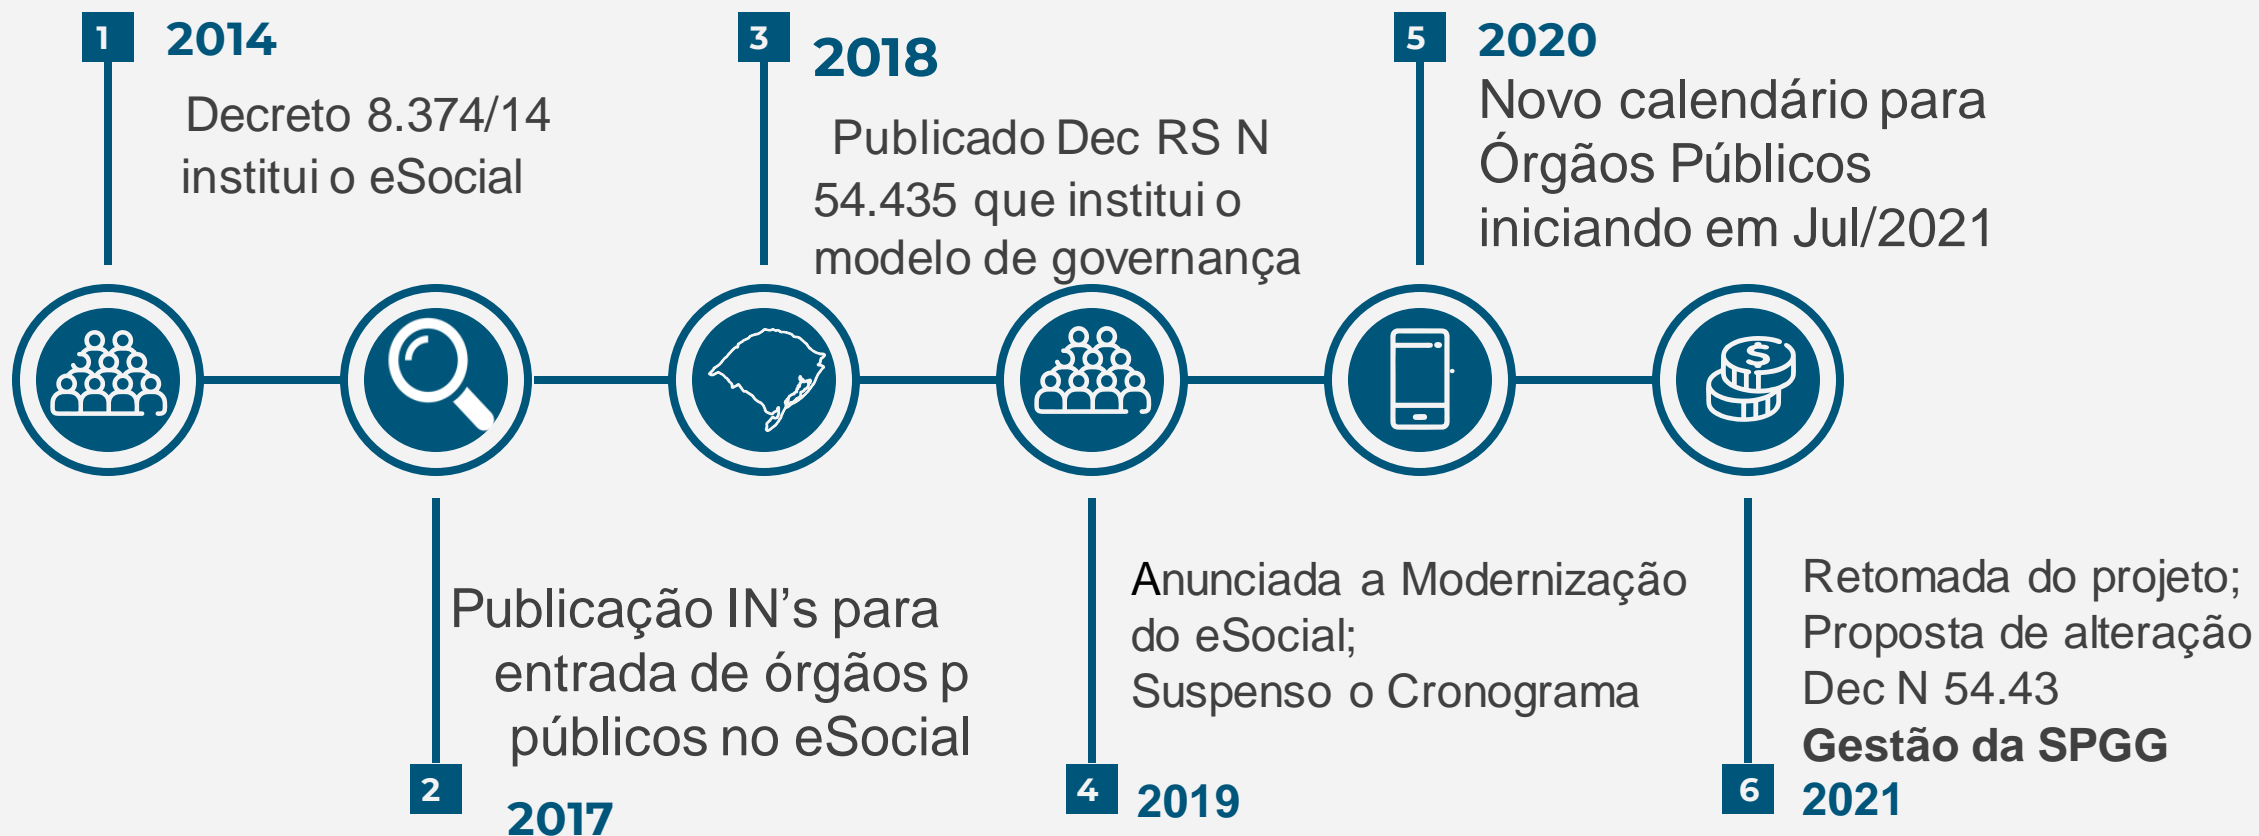 1
2014
Decreto 8.374/14
institui o eSocial
2
2017
Publicação IN’s para
entrada de órgãos p
públicos no eSocial
3
2018
Publicado Dec RS N
54.435 que institui o
modelo de governança
4
2019
Anunciada a Modernização
do eSocial;
Suspenso o Cronograma
5
2020
Novo calendário para
Órgãos Públicos
iniciando em Jul/2021
$
6
2021
Retomada do projeto;
Proposta de alteração
Dec N 54.43
Gestão da SPGG